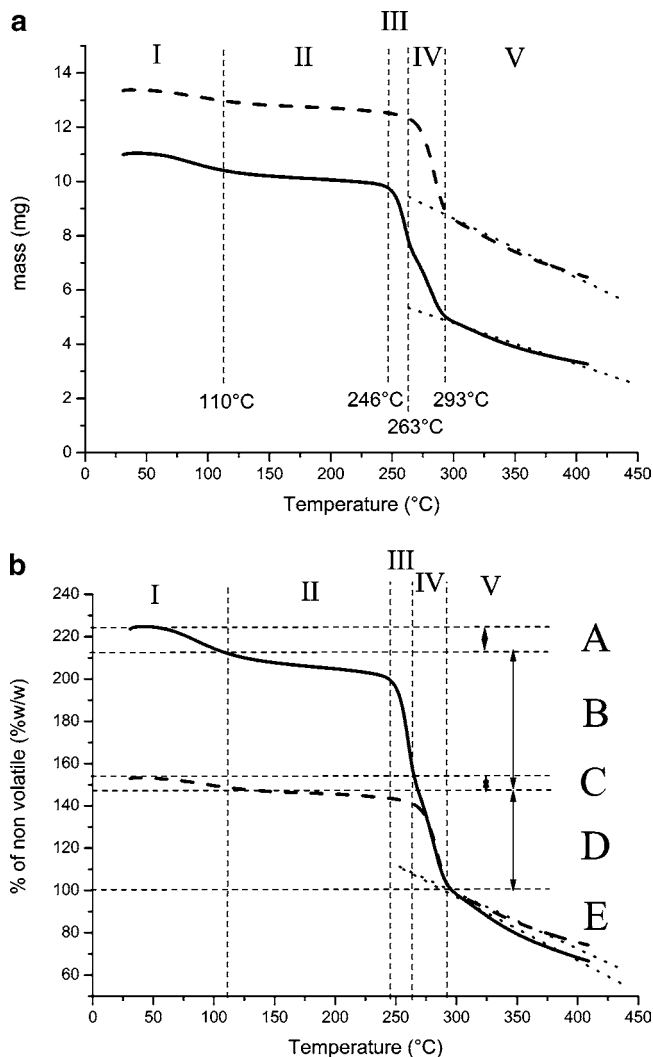 a
III
I II IV V
14
12
10
8
6
4
2
0
mass (mg)
110°C 246°C 293°C
263°C
0 50 100 150 200 250 300 350 400 450
Temperature (°C)
b
III
I II IV V
240
220
200
180
160
140
120
100
80
60
% of non volatile (%w/w)
A
B
C
D
E
0 50 100 150 200 250 300 375 400 450
Temperature (°C)